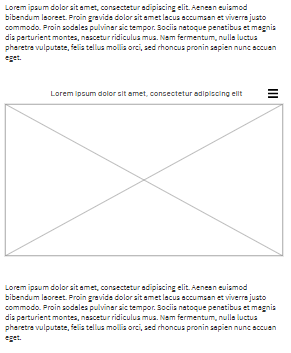 Lorem ipsum dolor sit amet, consectetur adipiscing elit. Aenean euismod
bibendum laoreet. Proin gravida dolor sit amet lacus accumsan et viverra justo
commodo. Proin sodales pulvinar sic tempor. Sociis natoque penatibus et magnis
dis parturient montes, nascetur ridiculus mus. Nam fermentum, nulla luctus
pharetra vulputate, felis tellus mollis orci, sed rhoncus pronin sapien nunc accuan
eget.
Lorem ipsum dolor sit amet, consectetur adipiscing elit
Lorem ipsum dolor sit amet, consectetur adipiscing elit. Aenean euismod
bibendum laoreet. Proin gravida dolor sit amet lacus accumsan et viverra justo
commodo. Proin sodales pulvinar sic tempor. Sociis natoque penatibus et magnis
dis parturient montes, nascetur ridiculus mus. Nam fermentum, nulla luctus
pharetra vulputate, felis tellus mollis orci, sed rhoncus pronin sapien nunc accuan
eget.